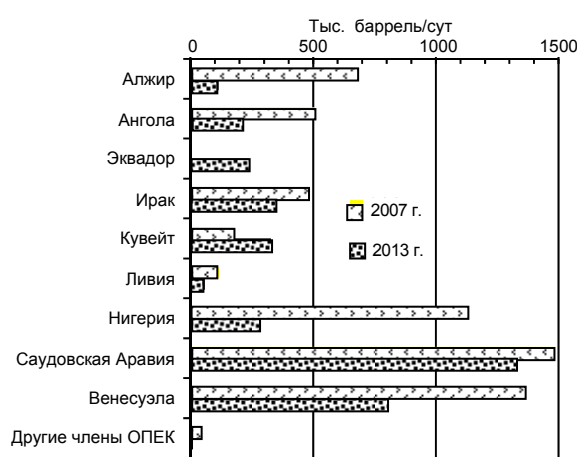 Тыс. баррель/сут
0 500 1000 1500
Алжир
Ангола
Эквадор
Ирак
2007 г.
Кувейт
2013 г.
Ливия
Нигерия
Саудовская Аравия
Венесуэла
Другие члены ОПЕК